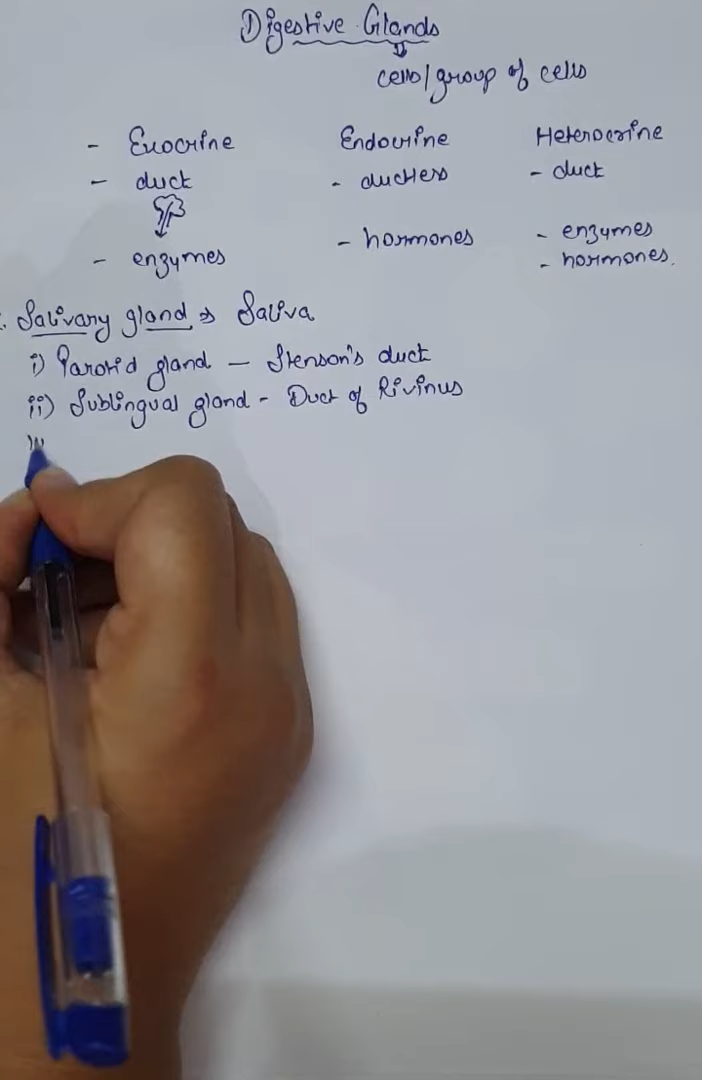 Digestive Glands
cells/group of cells
- Exocrine Endocrine Heterocrine
- duct - ductless - duct
- enzymes - hormones - enzymes
- hormones.
Salivary gland → Saliva
i) Parotid gland - Stenson's duct
ii) Sublingual gland - Duct of Rivinus